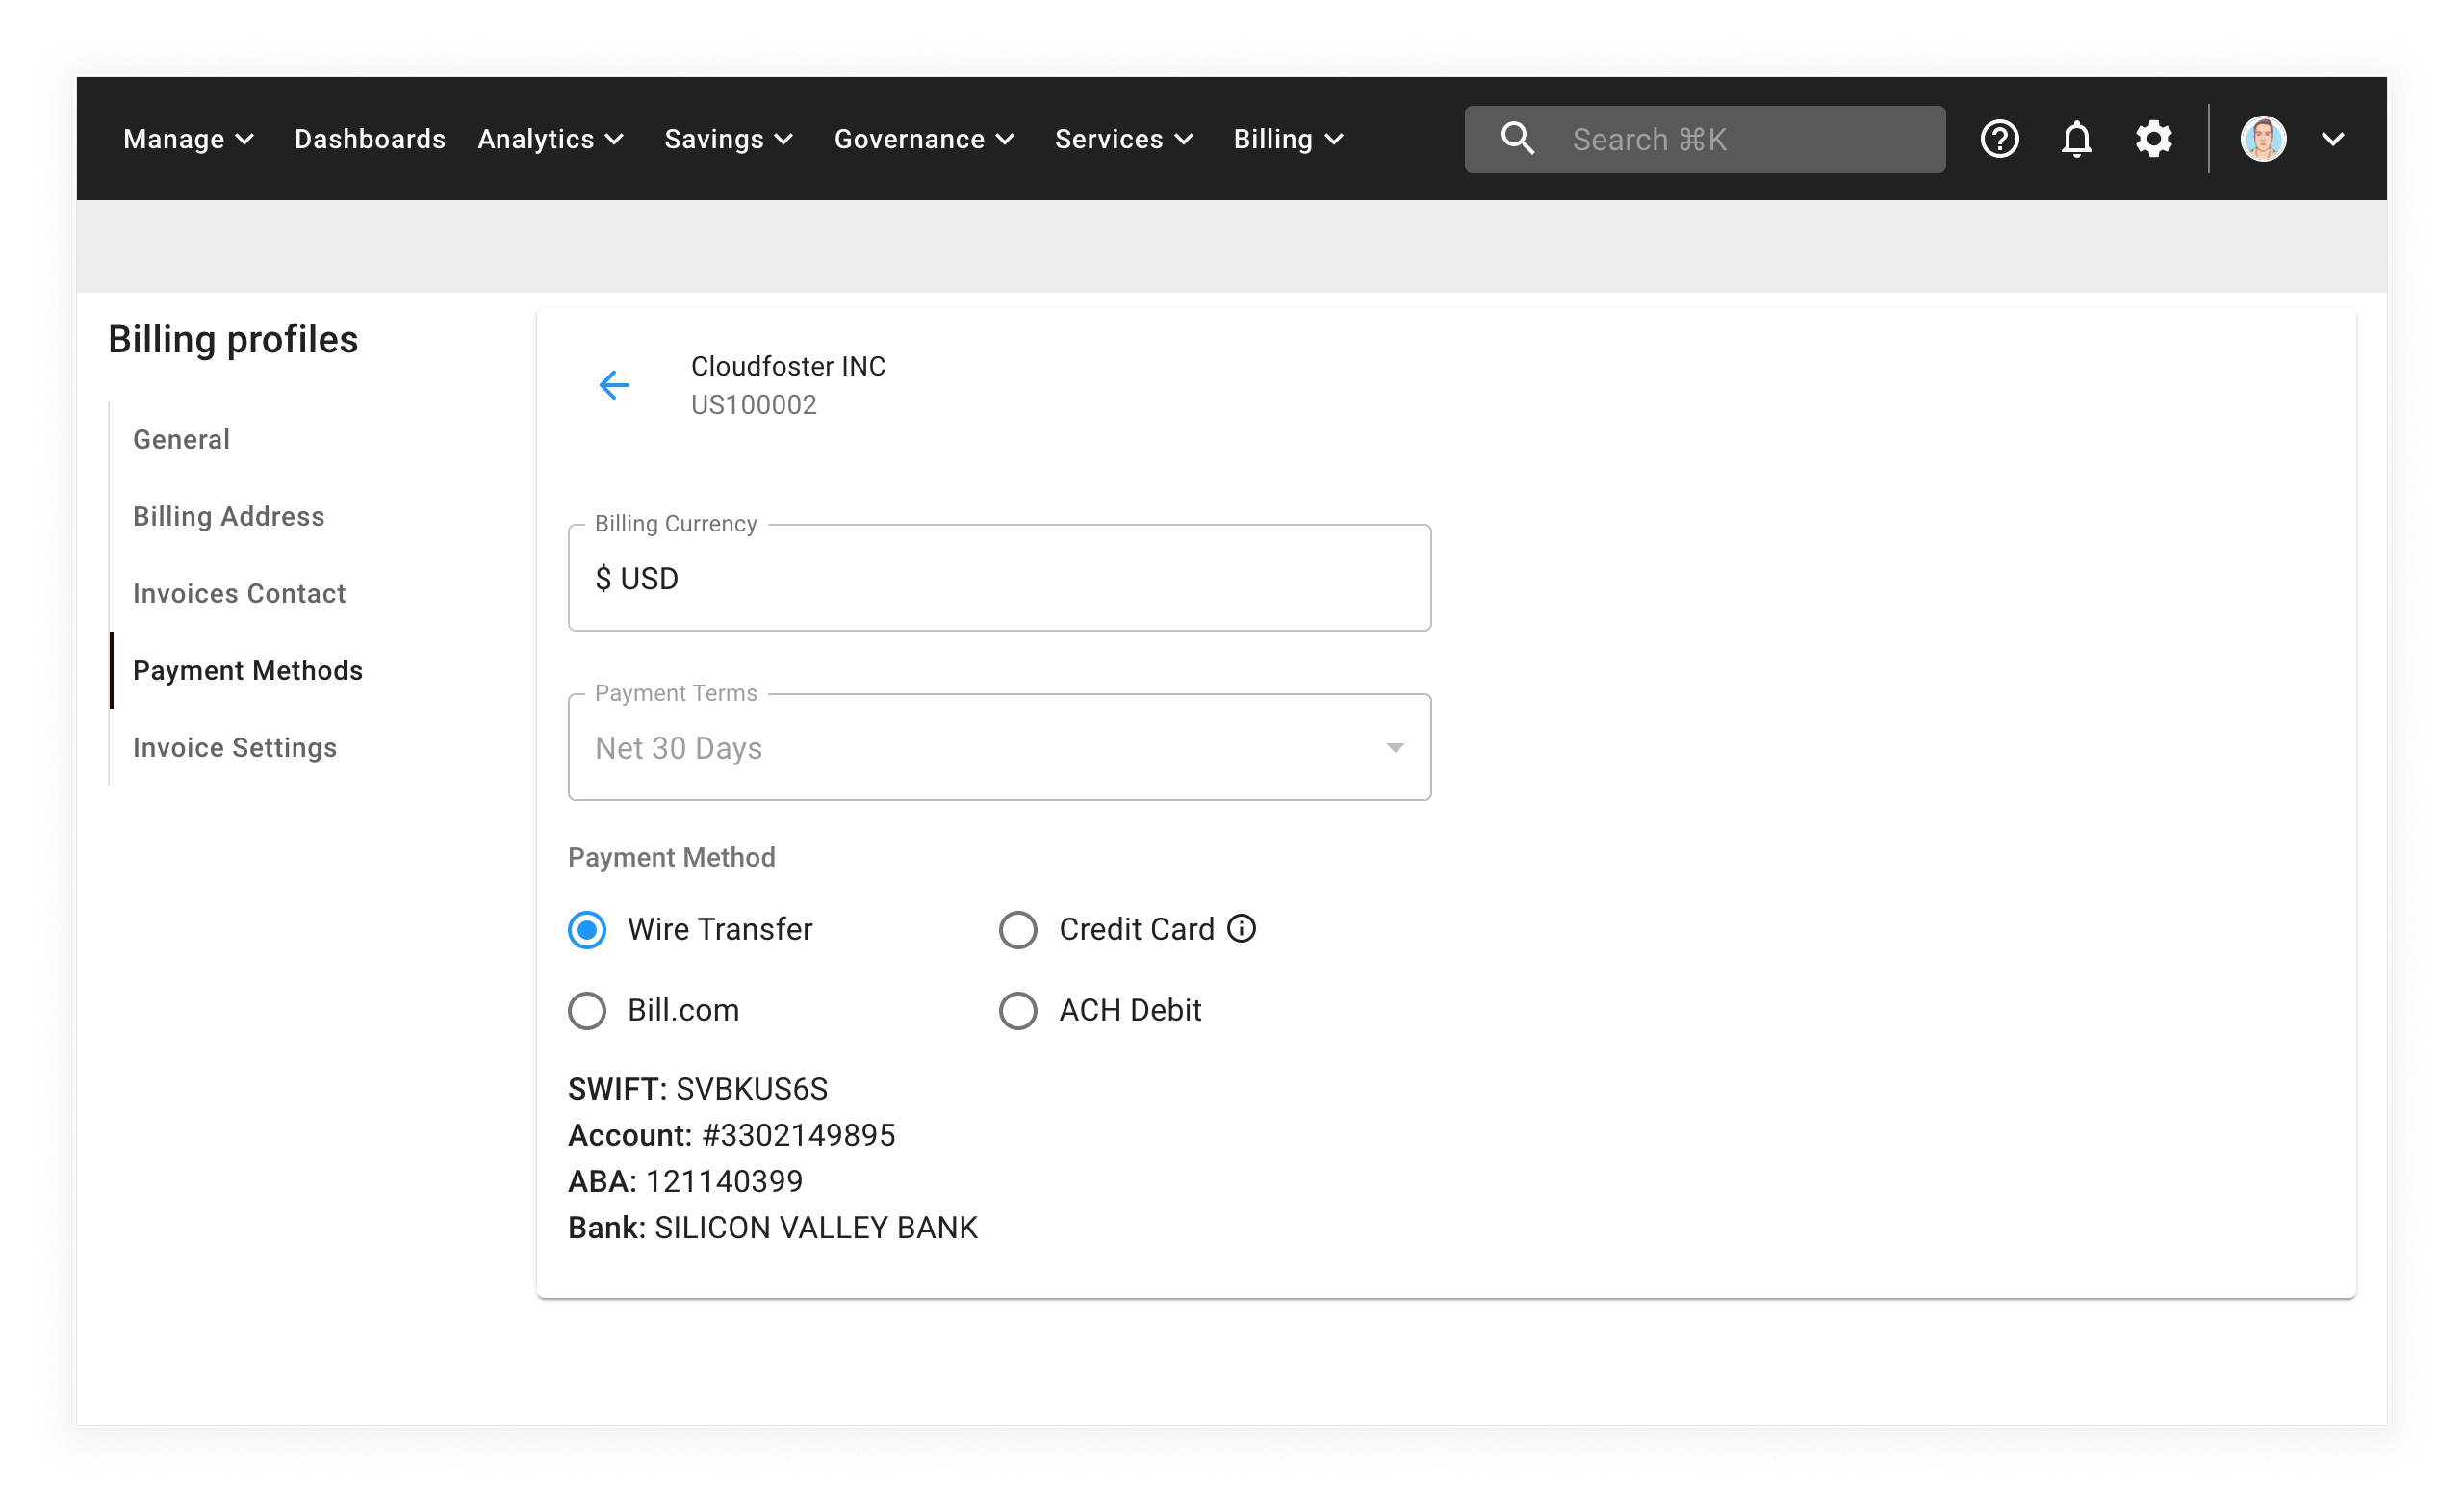 Manage Dashboards Analytics Savings Governance Services Billing Search ⌘K
Billing profiles
General
Billing Address
Invoices Contact
Payment Methods
Invoice Settings
Cloudfoster INC
US100002
Billing Currency
$ USD
Payment Terms
Net 30 Days
Payment Method
Wire Transfer Credit Card
Bill.com ACH Debit
SWIFT: SVBKUS6S
Account: #3302149895
ABA: 121140399
Bank: SILICON VALLEY BANK